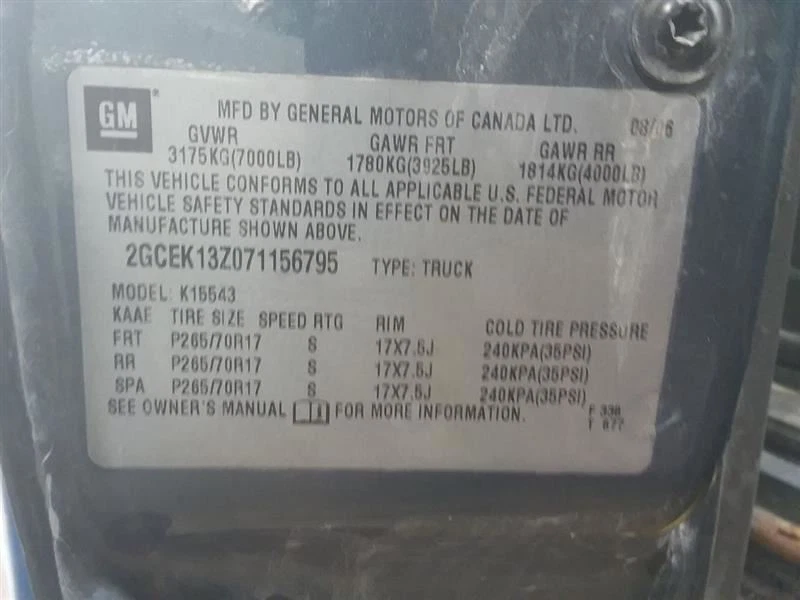 GM ® MFD BY GENERAL MOTORS OF CANADA LTD. 08/06
GVWR GAWR FRT GAWR RR
3175KG(7000LB) 1780KG(3925LB) 1814KG(4000LB)
THIS VEHICLE CONFORMS TO ALL APPLICABLE U.S. FEDERAL MOTOR
VEHICLE SAFETY STANDARDS IN EFFECT ON THE DATE OF
MANUFACTURE SHOWN ABOVE.
2GCEK13Z071156795 TYPE: TRUCK
MODEL: K15543
KAAE TIRE SIZE SPEED RTG RIM COLD TIRE PRESSURE
FRT P265/70R17 S 17X7.5J 240KPA(35PSI)
RR P265/70R17 S 17X7.5J 240KPA(35PSI)
SPA P265/70R17 S 17X7.5J 240KPA(35PSI)
SEE OWNER'S MANUAL FOR MORE INFORMATION. F 338
T 877